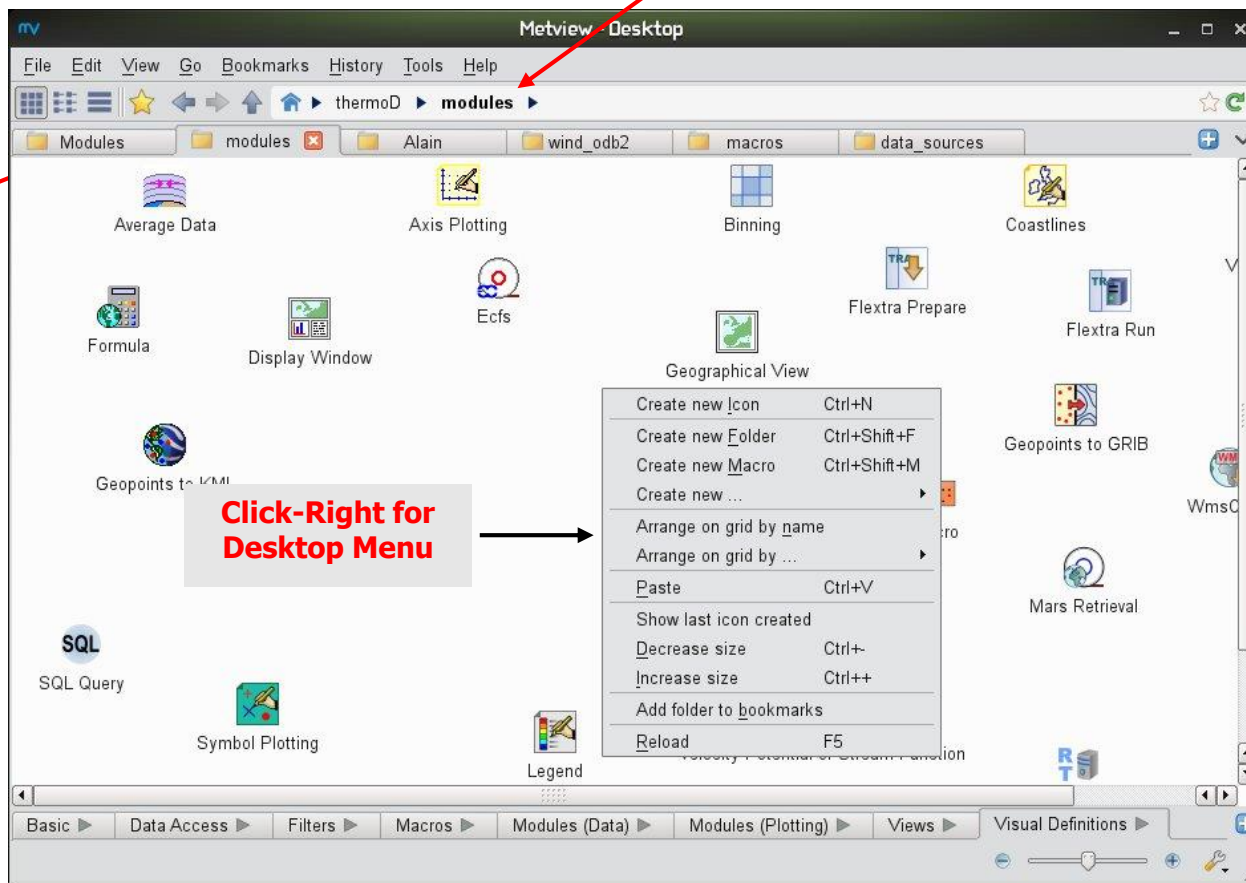 Metview - Desktop
File Edit View Go Bookmarks History Tools Help
thermoD modules
Modules modules Alain wind_odb2 macros data_sources
Average Data
Axis Plotting
Binning
Coastlines
Formula
Display Window
Ecfs
Flextra Prepare
Flextra Run
Geographical View
Geopoints to KML
Geopoints to GRIB
Click-Right for
Desktop Menu
Create new Icon Ctrl+N
Create new Folder Ctrl+Shift+F
Create new Macro Ctrl+Shift+M
Create new ...
Arrange on grid by name
Arrange on grid by ...
Paste Ctrl+V
Show last icon created
Decrease size Ctrl+-
Increase size Ctrl++
Add folder to bookmarks
Reload F5
Mars Retrieval
SQL
SQL Query
Symbol Plotting
Legend
Basic Data Access Filters Macros Modules (Data) Modules (Plotting) Views Visual Definitions